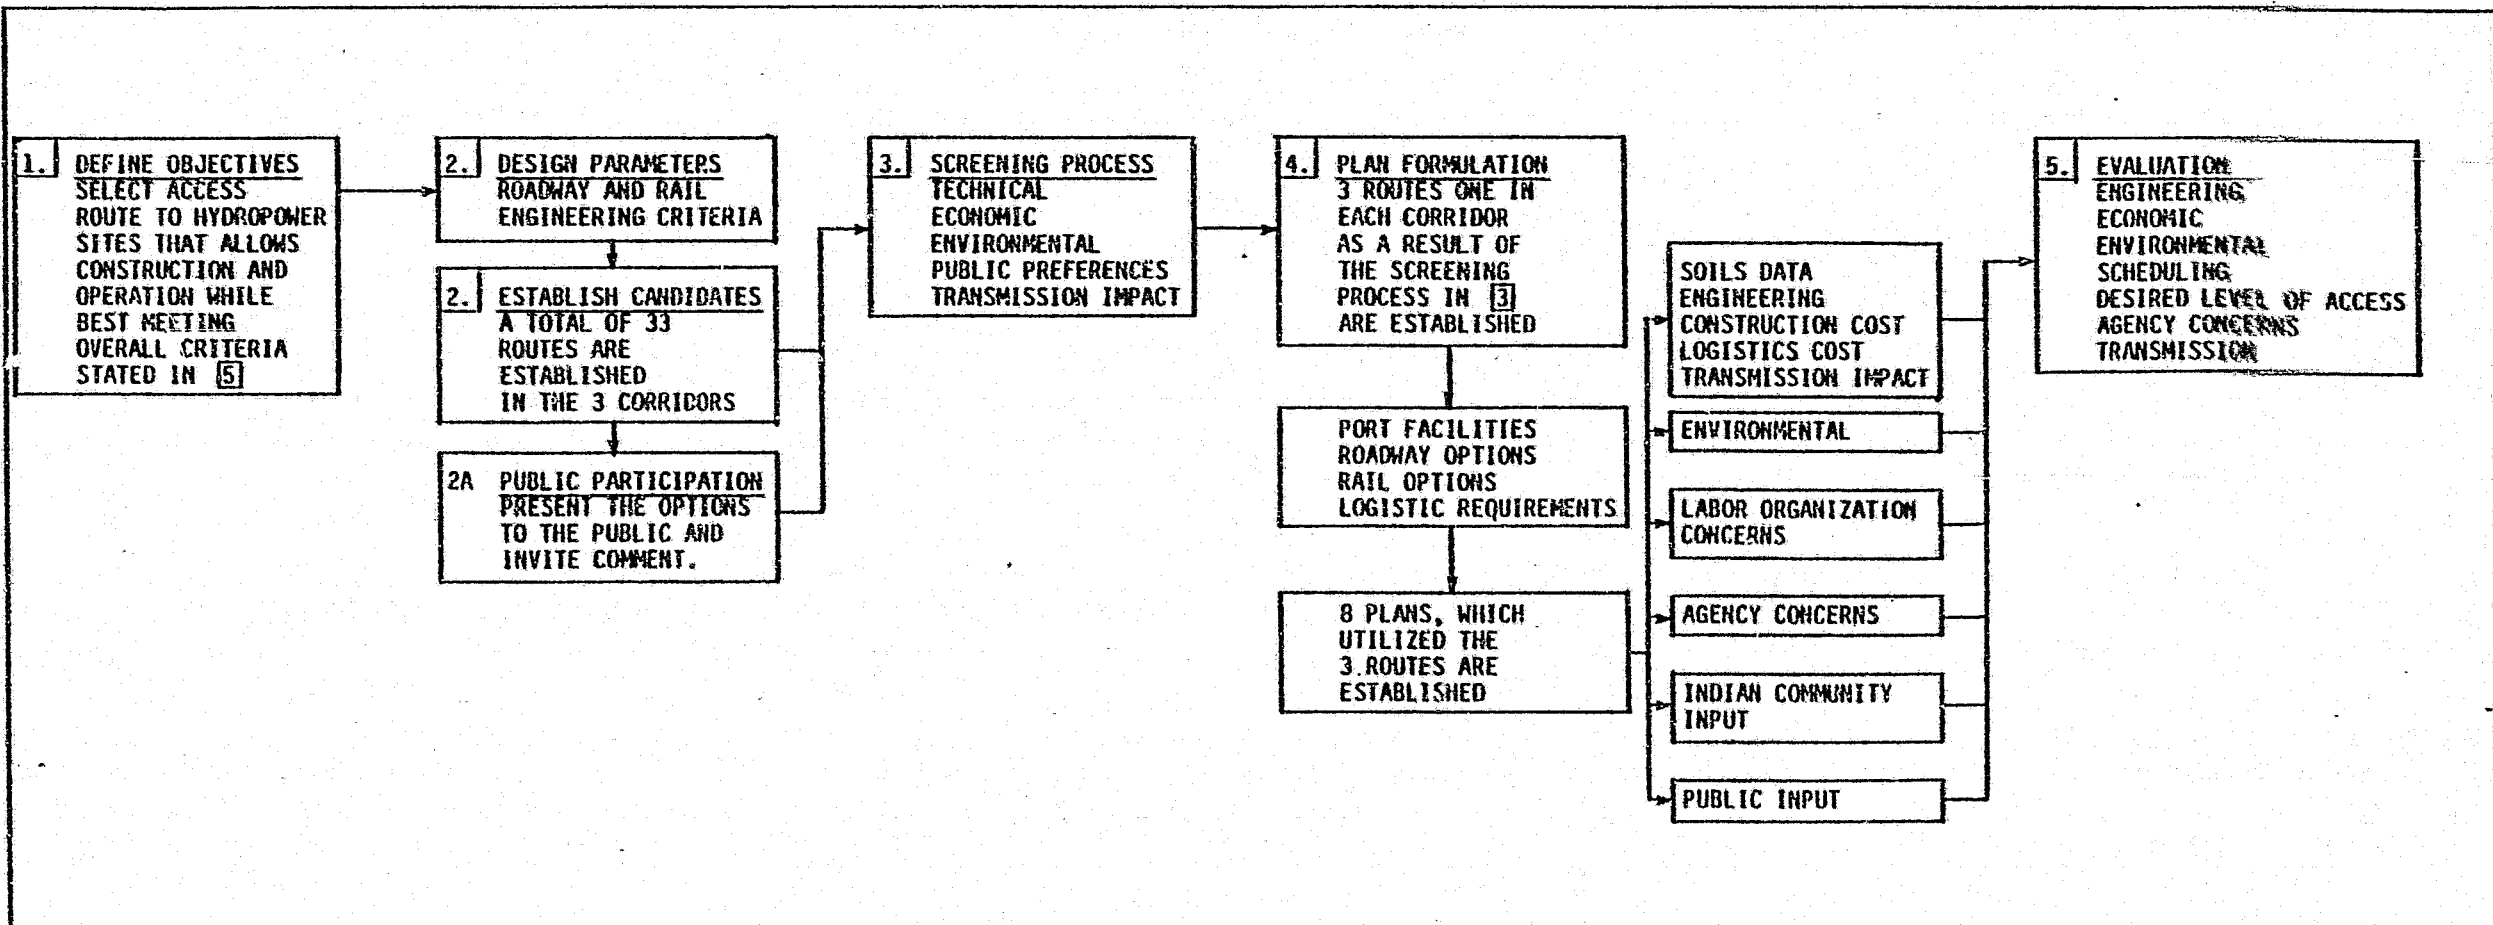 1. DEFINE OBJECTIVES
SELECT ACCESS
ROUTE TO HYDROPOWER
SITES THAT ALLOWS
CONSTRUCTION AND
OPERATION WHILE
BEST MEETING
OVERALL CRITERIA
STATED IN 5
2. DESIGN PARAMETERS
ROADWAY AND RAIL
ENGINEERING CRITERIA
2. ESTABLISH CANDIDATES
A TOTAL OF 33
ROUTES ARE
ESTABLISHED
IN THE 3 CORRIDORS
2A PUBLIC PARTICIPATION
PRESENT THE OPTIONS
TO THE PUBLIC AND
INVITE COMMENT.
3. SCREENING PROCESS
TECHNICAL
ECONOMIC
ENVIRONMENTAL
PUBLIC PREFERENCES
TRANSMISSION IMPACT
4. PLAN FORMULATION
3 ROUTES ONE IN
EACH CORRIDOR
AS A RESULT OF
THE SCREENING
PROCESS IN 3
ARE ESTABLISHED
PORT FACILITIES
ROADWAY OPTIONS
RAIL OPTIONS
LOGISTIC REQUIREMENTS
8 PLANS, WHICH
UTILIZED THE
3.ROUTES ARE
ESTABLISHED
SOILS DATA
ENGINEERING
CONSTRUCTION COST
LOGISTICS COST
TRANSMISSION IMPACT
ENVIRONMENTAL
LABOR ORGANIZATION
CONCERNS
AGENCY CONCERNS
INDIAN COMMUNITY
INPUT
PUBLIC INPUT
5. EVALUATION
ENGINEERING
ECONOMIC
ENVIRONMENTAL
SCHEDULING
DESIRED LEVEL OF ACCESS
AGENCY CONCERNS
TRANSMISSION